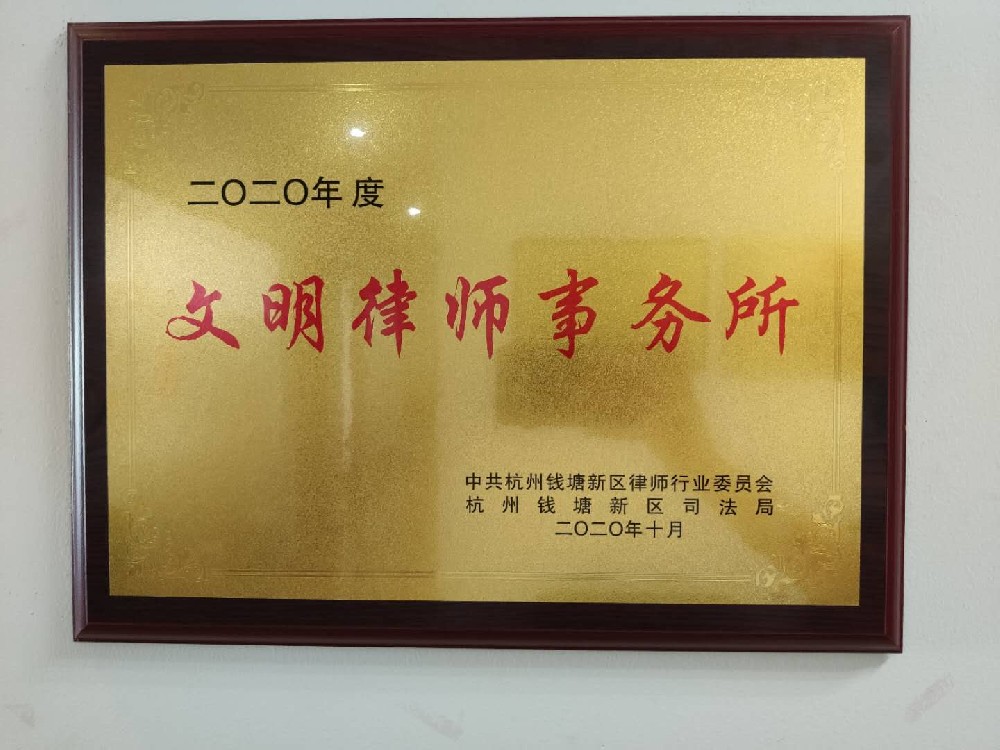 二〇二〇年度
文明律师事务所
中共杭州钱塘新区律师行业委员会
杭州钱塘新区司法局
二〇二〇年十月